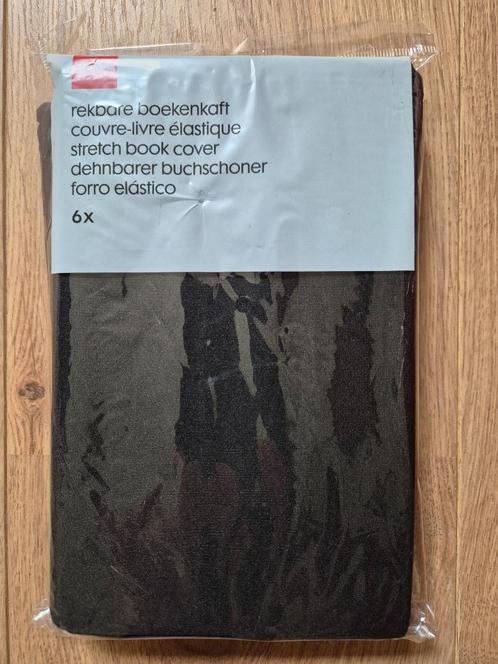 rekbare boekenkaft
couvre-livre élastique
stretch book cover
dehnbarer buchschoner
forro elástico
6x